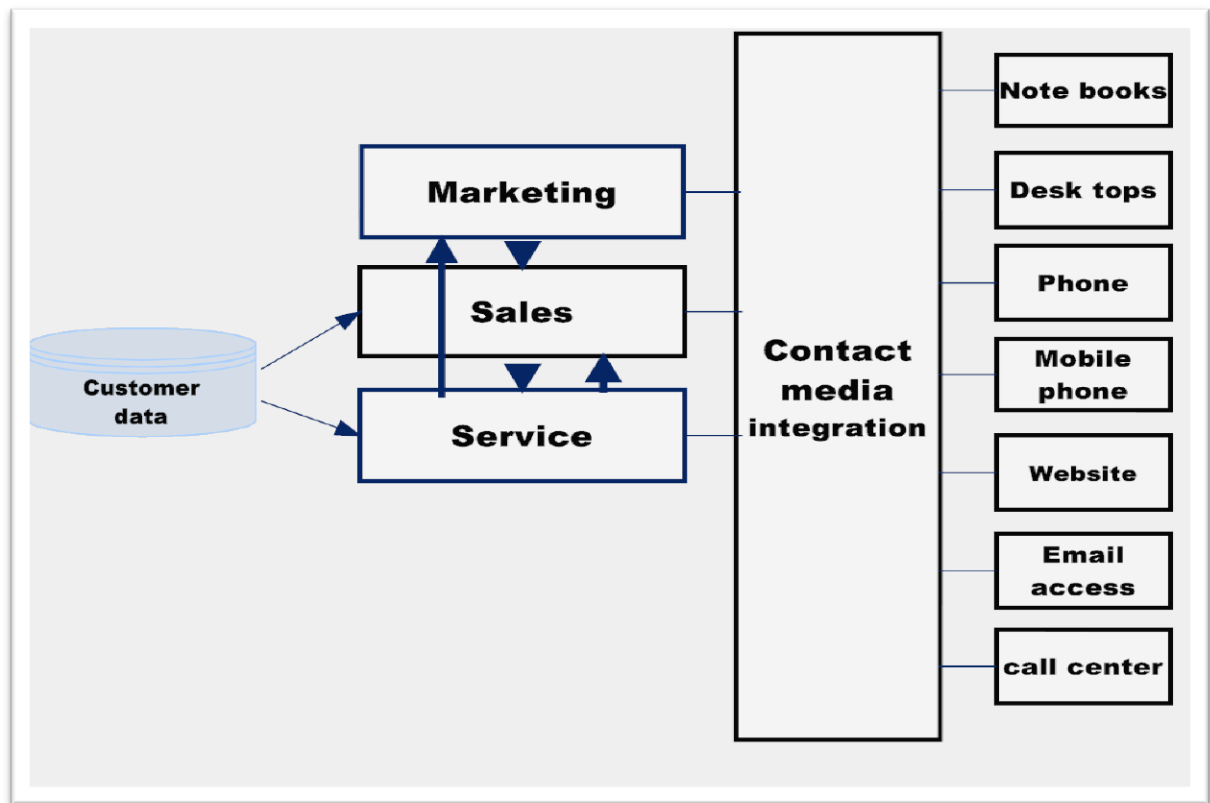 Note books
Marketing
Desk tops
Sales
Phone
Contact
media
integration
Mobile
phone
Customer
data
Service
Website
Email
access
call center